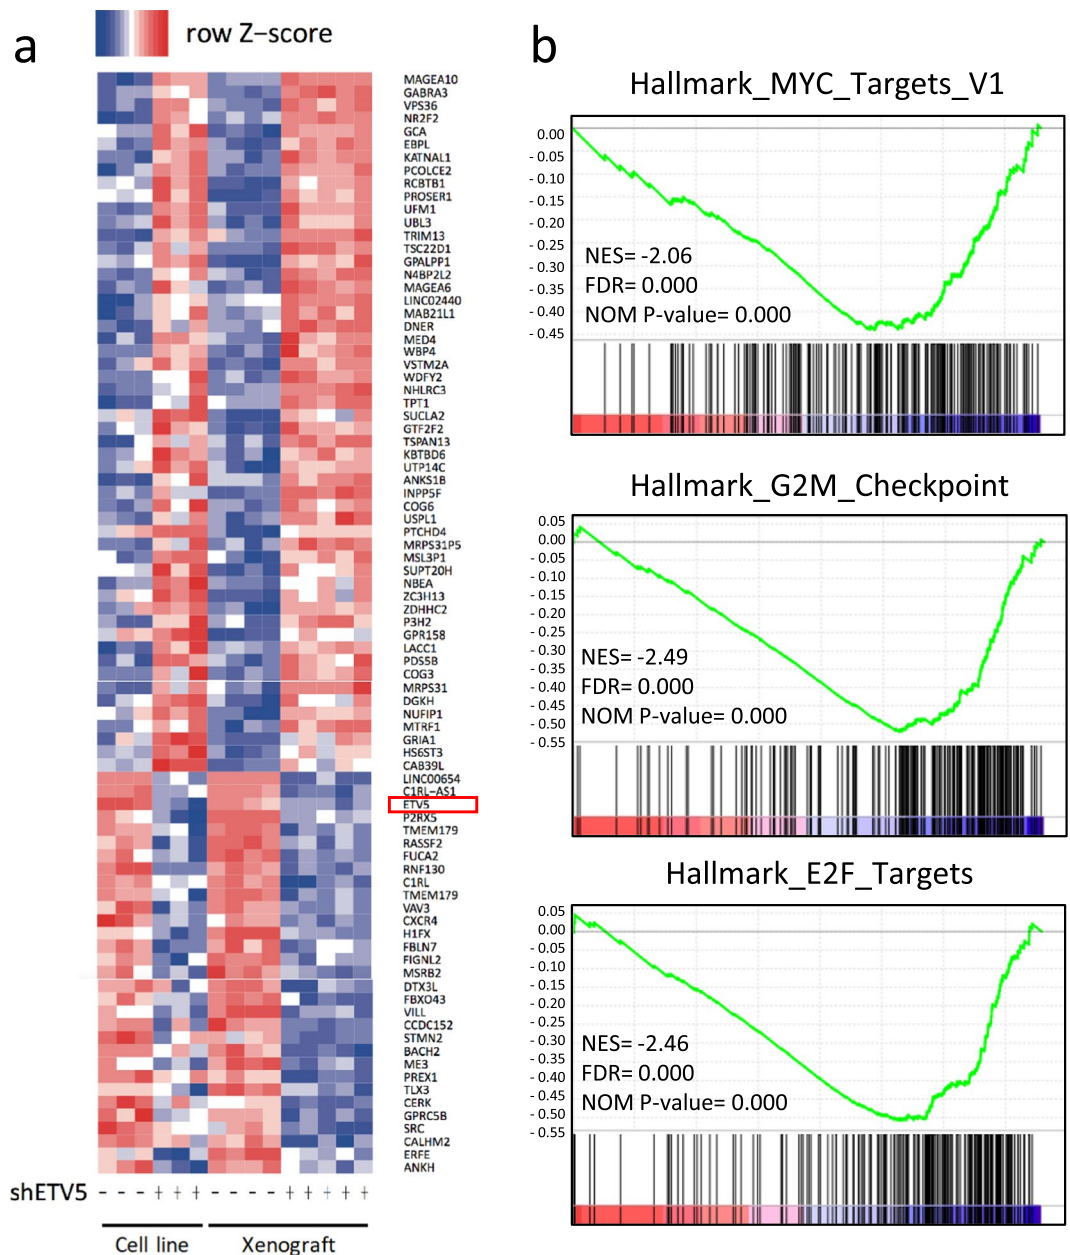 a
row Z−score
MAGEA10
GABRA3
VPS36
NR2F2
GCA
EBPL
KATNAL1
PCOLCE2
RCBTB1
PROSER1
UFM1
UBL3
TRIM13
TSC22D1
GPALPP1
N4BP2L2
MAGEA6
LINC02440
MAB21L1
DNER
MED4
WBP4
VSTM2A
WDFY2
NHLRC3
TPT1
SUCLA2
GTF2F2
TSPAN13
KBTBD6
UTP14C
ANKS1B
INPP5F
COG6
USPL1
PTCHD4
MRPS31P5
MSL3P1
SUPT20H
NBEA
ZC3H13
ZDHHC2
P3H2
GPR158
LACC1
PDS5B
COG3
MRPS31
DGKH
NUFIP1
MTRF1
GRIA1
HS6ST3
CAB39L
LINC00654
C1RL−AS1
ETV5
P2RX5
TMEM179
RASSF2
FUCA2
RNF130
C1RL
TMEM179
VAV3
CXCR4
H1FX
FBLN7
FIGNL2
MSRB2
DTX3L
FBXO43
VILL
CCDC152
STMN2
BACH2
ME3
PREX1
TLX3
CERK
GPRC5B
SRC
CALHM2
ERFE
ANKH
shETV5 - - - + + + - - - - + + + + +
Cell line Xenograft
b
Hallmark_MYC_Targets_V1
0.00
- 0.05
- 0.10
- 0.15
- 0.20
- 0.25
- 0.30
- 0.35
- 0.40
- 0.45
NES= -2.06
FDR= 0.000
NOM P-value= 0.000
Hallmark_G2M_Checkpoint
0.05
0.00
-0.05
- 0.10
- 0.15
- 0.20
- 0.25
- 0.30
- 0.35
- 0.40
- 0.45
- 0.50
- 0.55
NES= -2.49
FDR= 0.000
NOM P-value= 0.000
Hallmark_E2F_Targets
0.05
0.00
-0.05
- 0.10
- 0.15
- 0.20
- 0.25
- 0.30
- 0.35
- 0.40
- 0.45
- 0.50
- 0.55
NES= -2.46
FDR= 0.000
NOM P-value= 0.000